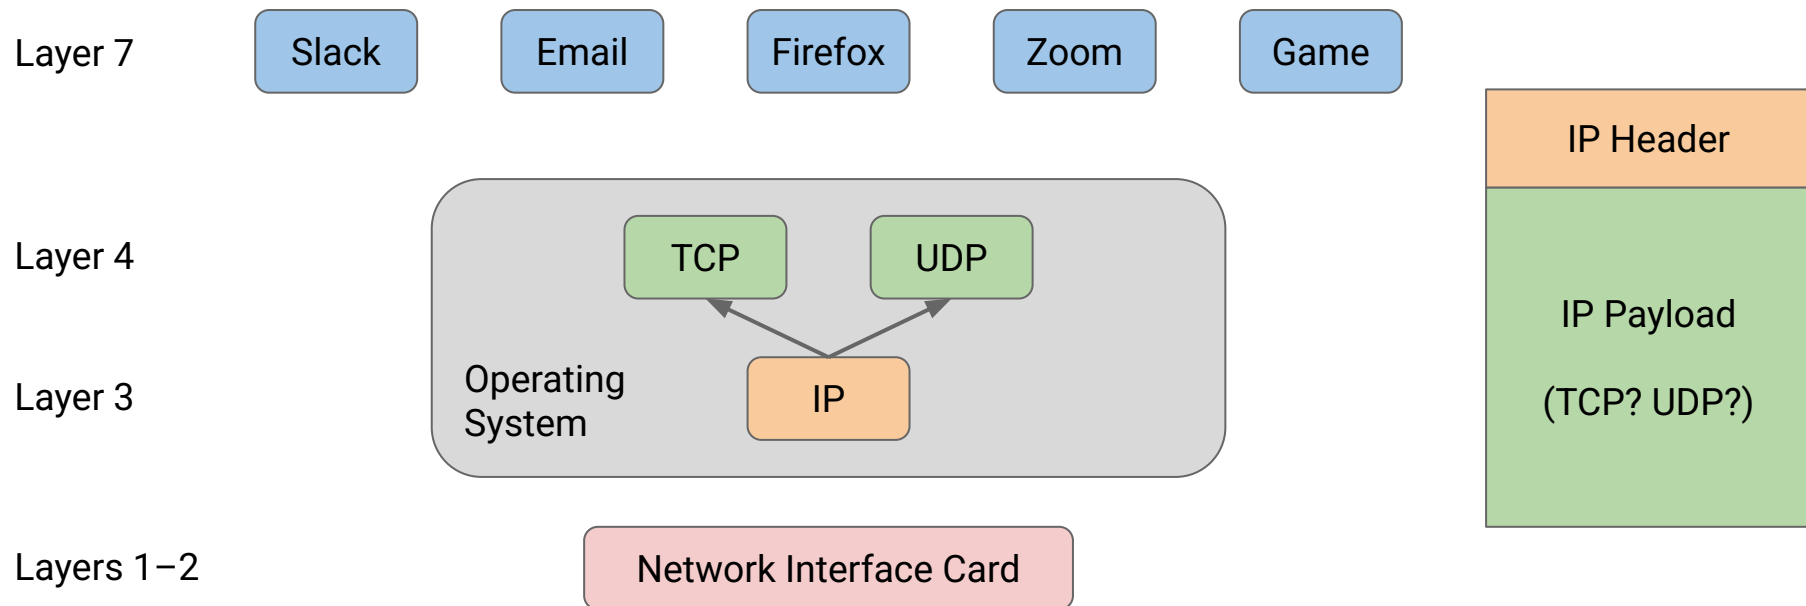 Layer 7
Slack
Email
Firefox
Zoom
Game
IP Header
Layer 4
TCP
UDP
IP Payload
(TCP? UDP?)
Layer 3
Operating
System
IP
Layers 1–2
Network Interface Card